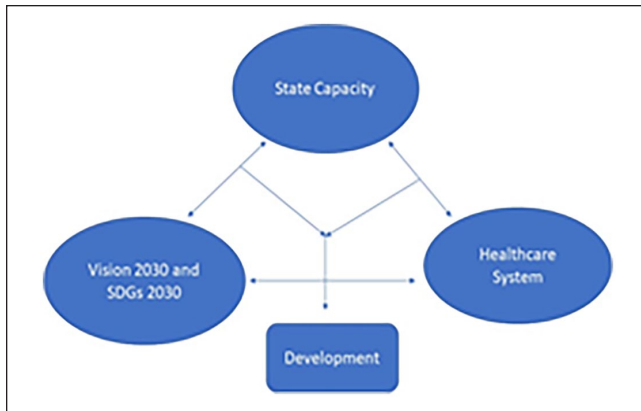 State Capacity
Vision 2030 and
SDGs 2030
Healthcare
System
Development